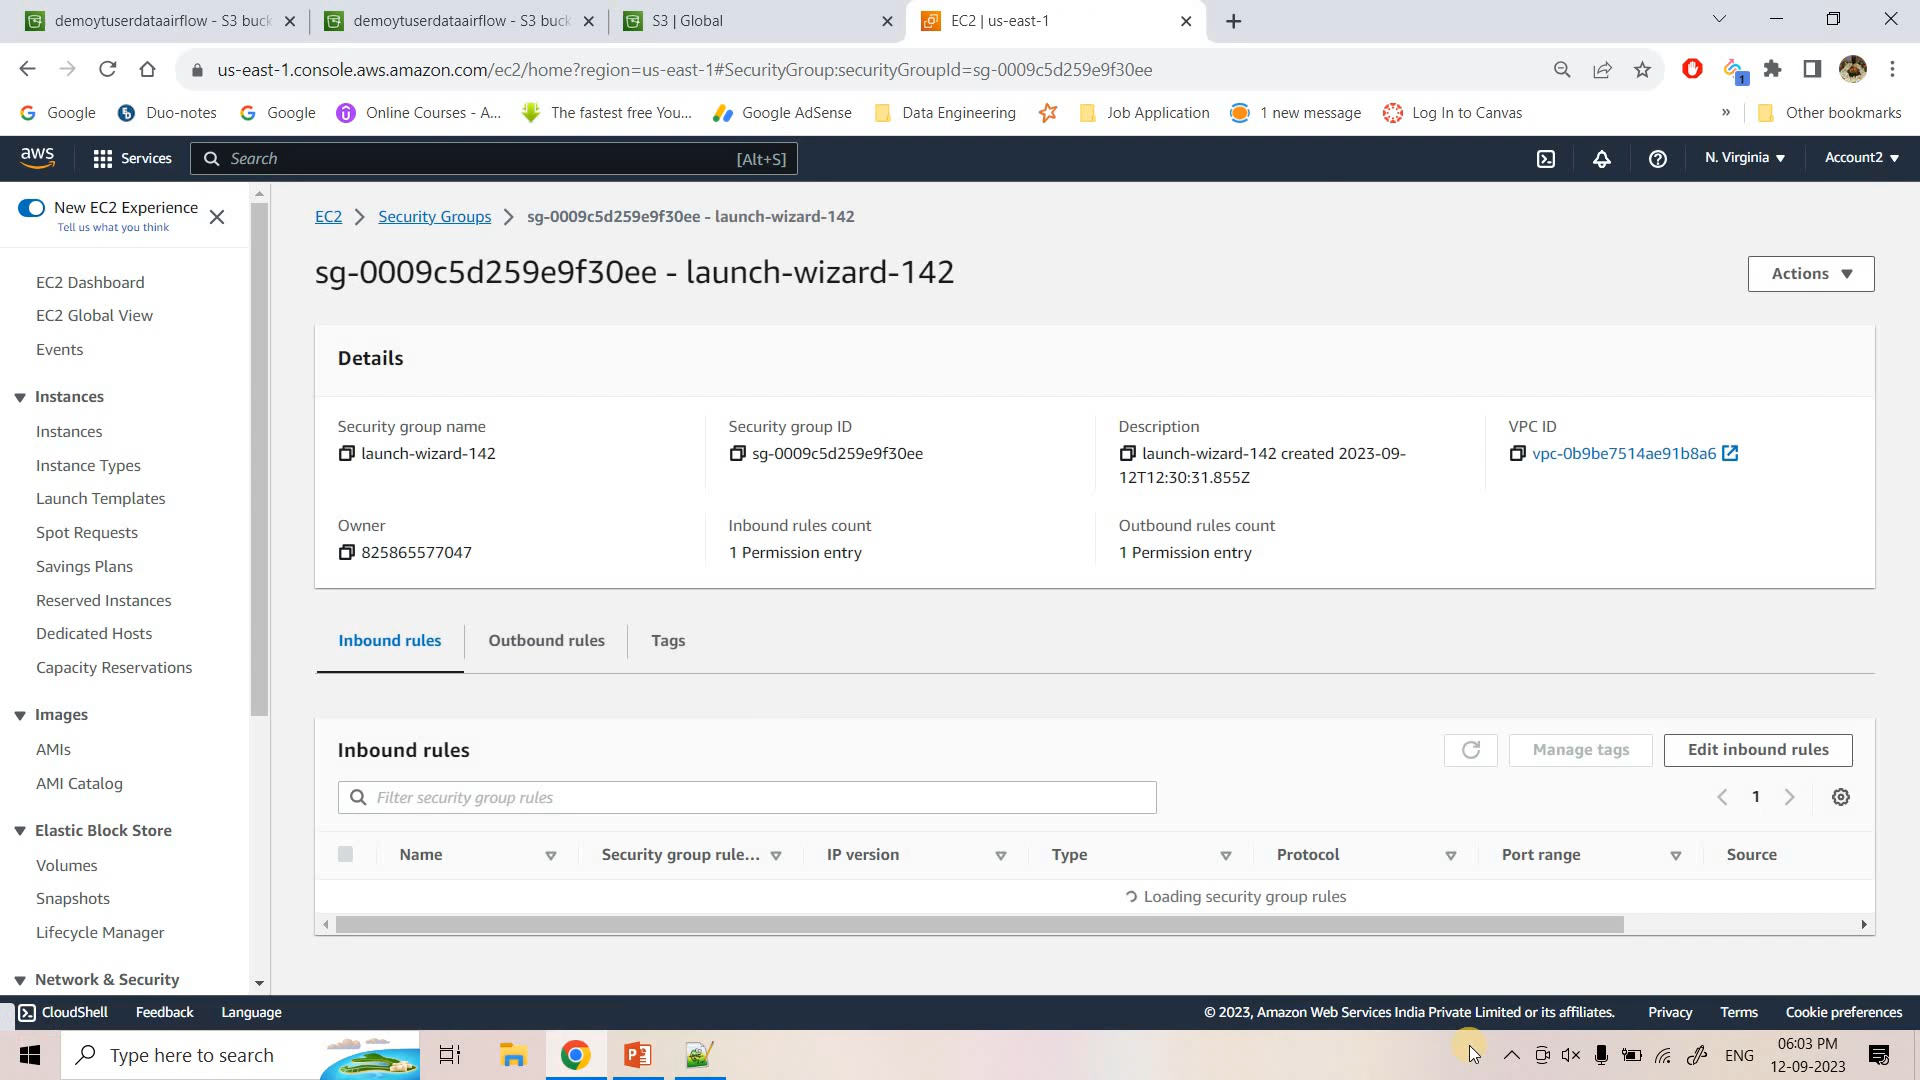 demoytuserdataairflow - S3 buck
demoytuserdataairflow - S3 buck
S3 | Global
EC2 | us-east-1
us-east-1.console.aws.amazon.com/ec2/home?region=us-east-1#SecurityGroup:securityGroupId=sg-0009c5d259e9f30ee
1
Google
Duo-notes
Google
Online Courses - A...
The fastest free You...
Google AdSense
Data Engineering
Job Application
1 new message
Log In to Canvas
»
Other bookmarks
aws
Services
Search
[Alt+S]
N. Virginia
Account2
New EC2 Experience
Tell us what you think
EC2 Dashboard
EC2 Global View
Events
Instances
Instances
Instance Types
Launch Templates
Spot Requests
Savings Plans
Reserved Instances
Dedicated Hosts
Capacity Reservations
Images
AMIs
AMI Catalog
Elastic Block Store
Volumes
Snapshots
Lifecycle Manager
Network & Security
EC2 > Security Groups > sg-0009c5d259e9f30ee - launch-wizard-142
sg-0009c5d259e9f30ee - launch-wizard-142
Actions
Details
Security group name
launch-wizard-142
Security group ID
sg-0009c5d259e9f30ee
Description
launch-wizard-142 created 2023-09-
12T12:30:31.855Z
VPC ID
vpc-0b9be7514ae91b8a6
Owner
825865577047
Inbound rules count
1 Permission entry
Outbound rules count
1 Permission entry
Inbound rules
Outbound rules
Tags
Inbound rules
Manage tags
Edit inbound rules
Filter security group rules
1
Name
Security group rule...
IP version
Type
Protocol
Port range
Source
Loading security group rules
CloudShell
Feedback
Language
© 2023, Amazon Web Services India Private Limited or its affiliates.
Privacy
Terms
Cookie preferences
Type here to search
ENG
06:03 PM
12-09-2023